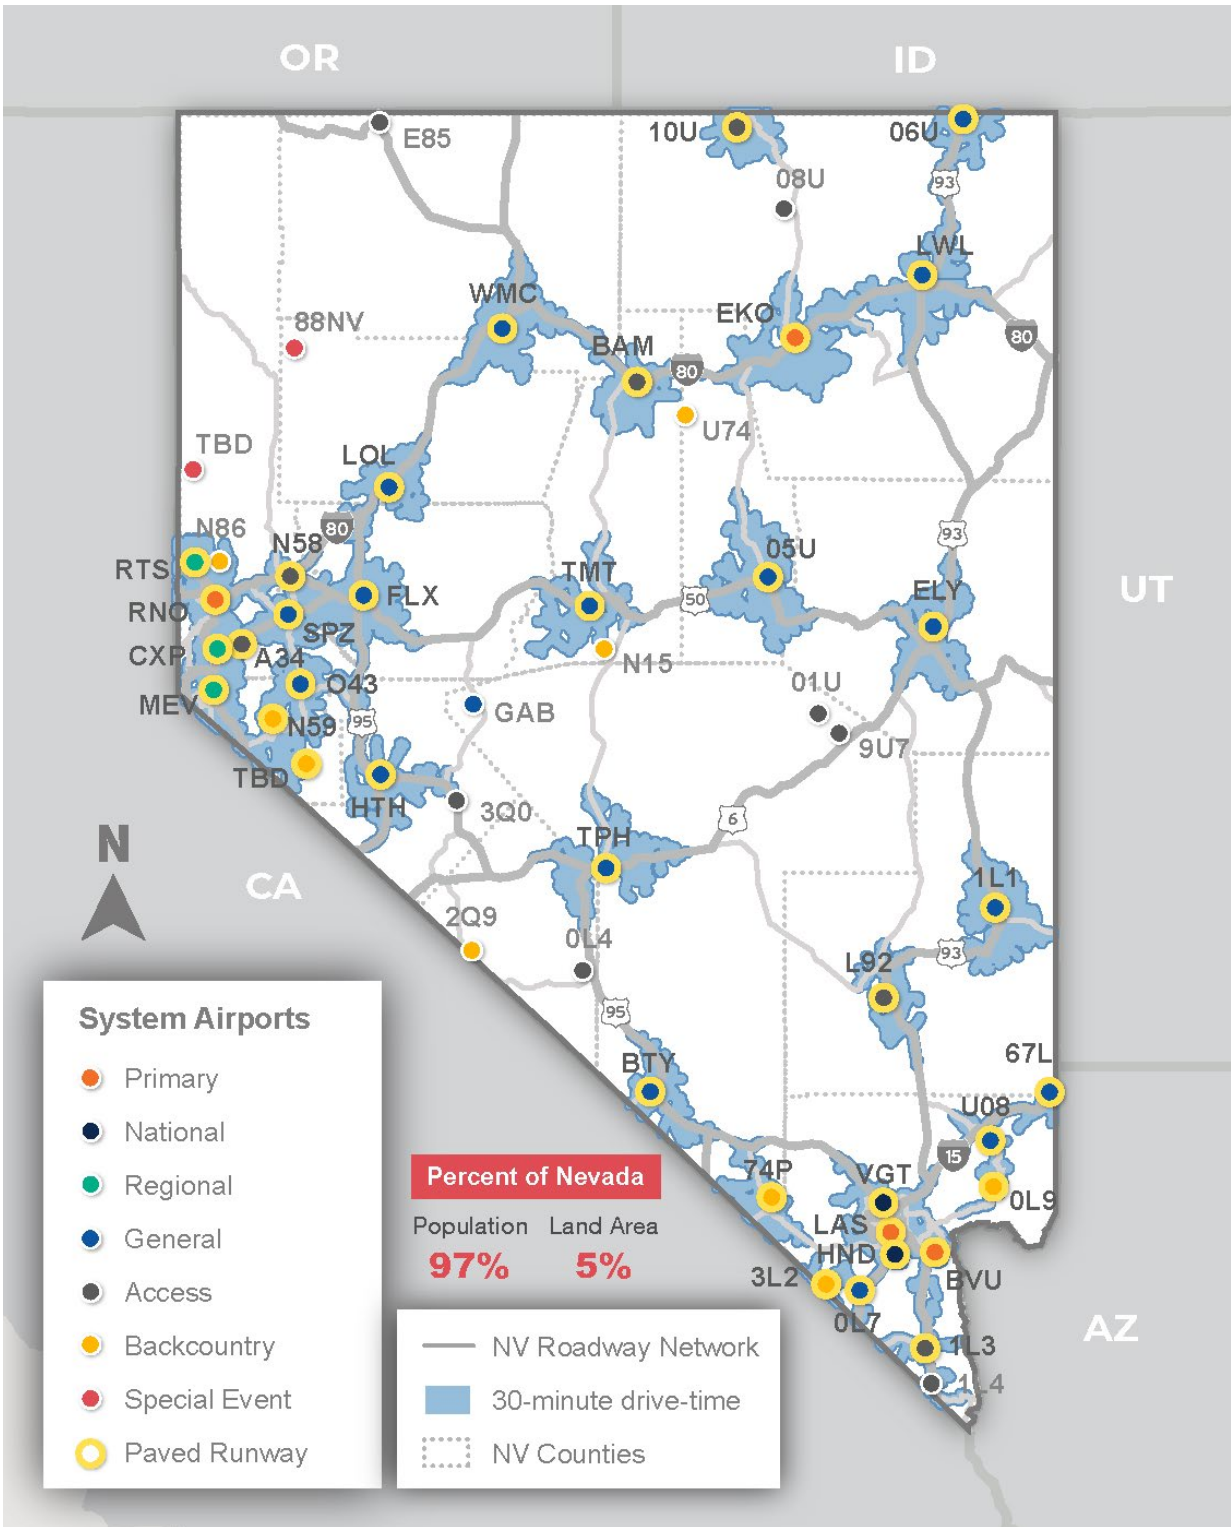 OR
ID
E85
10U
06U
08U
93
LWL
WMC
EKO
88NV
BAM
80
80
U74
TBD
LOL
80
93
N86
N58
05U
RTS
TMT
FLX
ELY
UT
50
RNO
SPZ
CXP
A34
N15
O43
01U
MEV
GAB
N59
95
9U7
TBD
HTH
3Q0
6
TPH
N
CA
1L1
2Q9
0L4
L92
93
95
System Airports
Primary
National
Regional
General
Access
Backcountry
Special Event
Paved Runway
BTY
67L
U08
15
Percent of Nevada
Population Land Area
97% 5%
74P
VGT
0L9
LAS
HND
3L2
BVU
0L7
AZ
1L3
1L4
NV Roadway Network
30-minute drive-time
NV Counties